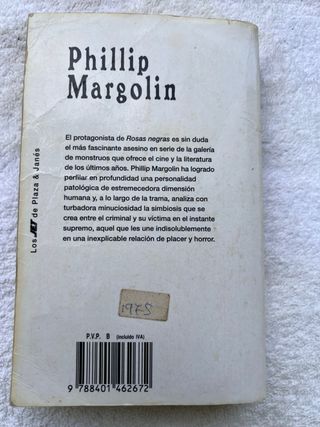 Phillip
Margolin
El protagonista de Rosas negras es sin duda
el más fascinante asesino en serie de la galería
de monstruos que ofrece el cine y la literatura
de los últimos años. Phillip Margolin ha logrado
perfilar en profundidad una personalidad
patológica de estremecedora dimensión
humana y, a lo largo de la trama, analiza con
turbadora minuciosidad la simbiosis que se
crea entre el criminal y su víctima en el instante
supremo, aquel que les une indisolublemente
en una inexplicable relación de placer y horror.
Los JET de Plaza & Janés
1975
P.V.P. B (incluido IVA)
9 788401 462672